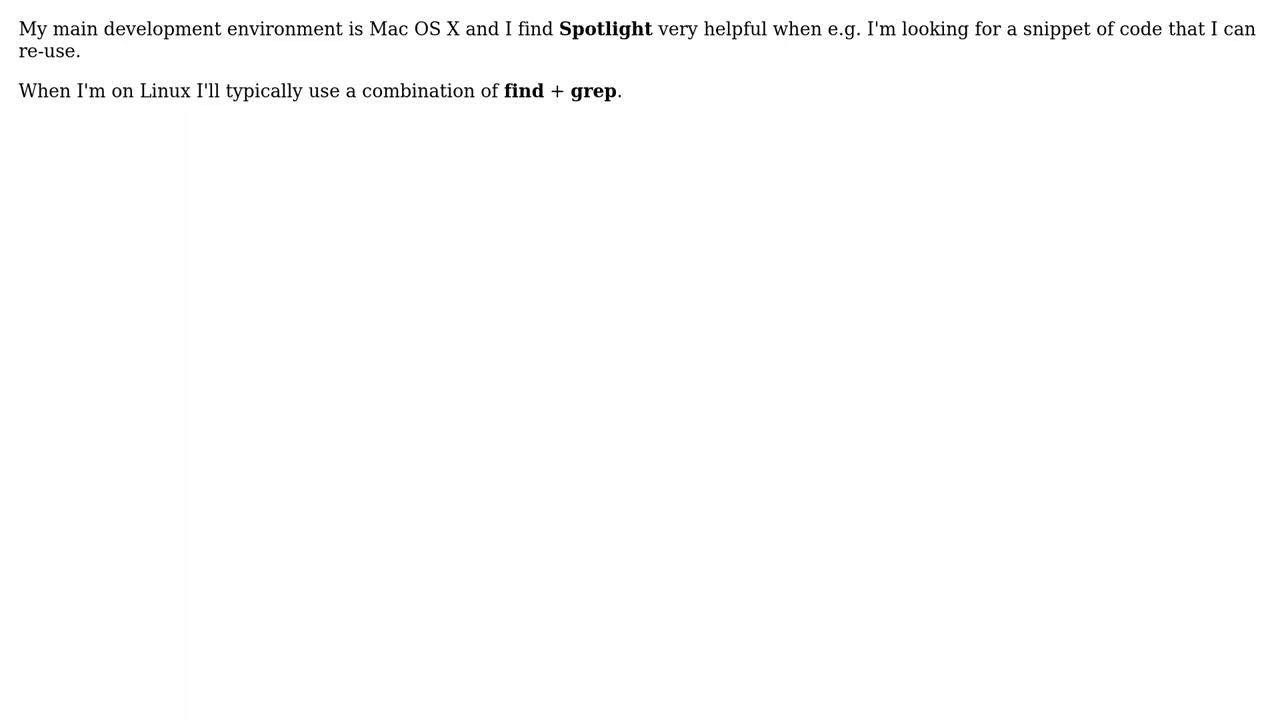 My main development environment is Mac OS X and I find Spotlight very helpful when e.g. I'm looking for a snippet of code that I can
re-use.
When I'm on Linux I'll typically use a combination of find + grep.